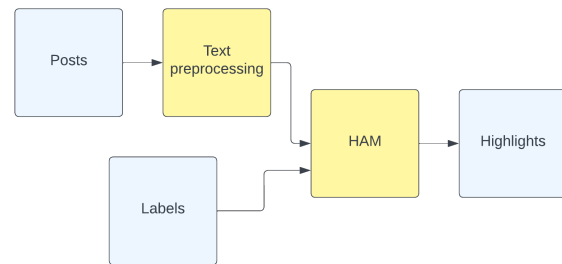 Posts
Text
preprocessing
HAM
Highlights
Labels